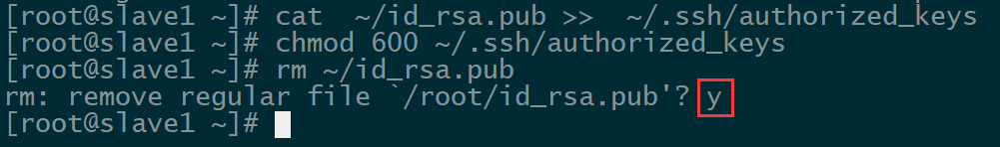 [root@slave1 ~]# cat  ~/id_rsa.pub >>  ~/.ssh/authorized_keys
[root@slave1 ~]# chmod 600 ~/.ssh/authorized_keys
[root@slave1 ~]# rm ~/id_rsa.pub
rm: remove regular file `/root/id_rsa.pub'? y
[root@slave1 ~]#